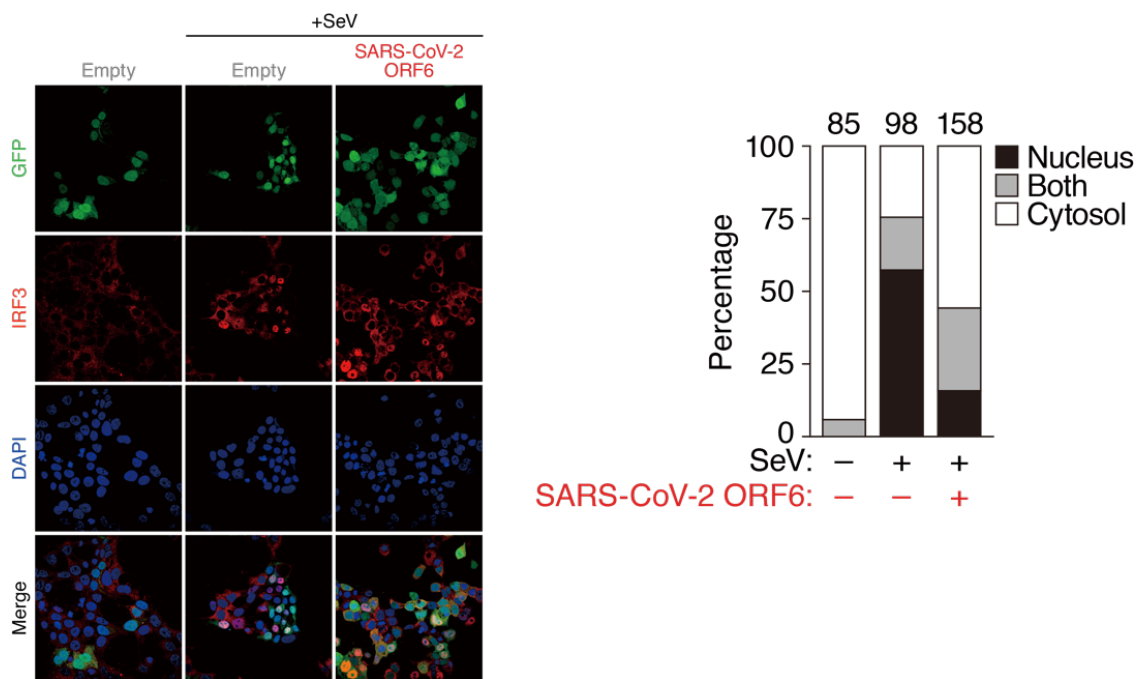 +SeV
Empty
Empty
SARS-CoV-2
ORF6
GFP
IRF3
DAPI
Merge
85 98 158
100
75
50
25
0
Percentage
Nucleus
Both
Cytosol
SeV: – + +
SARS-CoV-2 ORF6: – – +